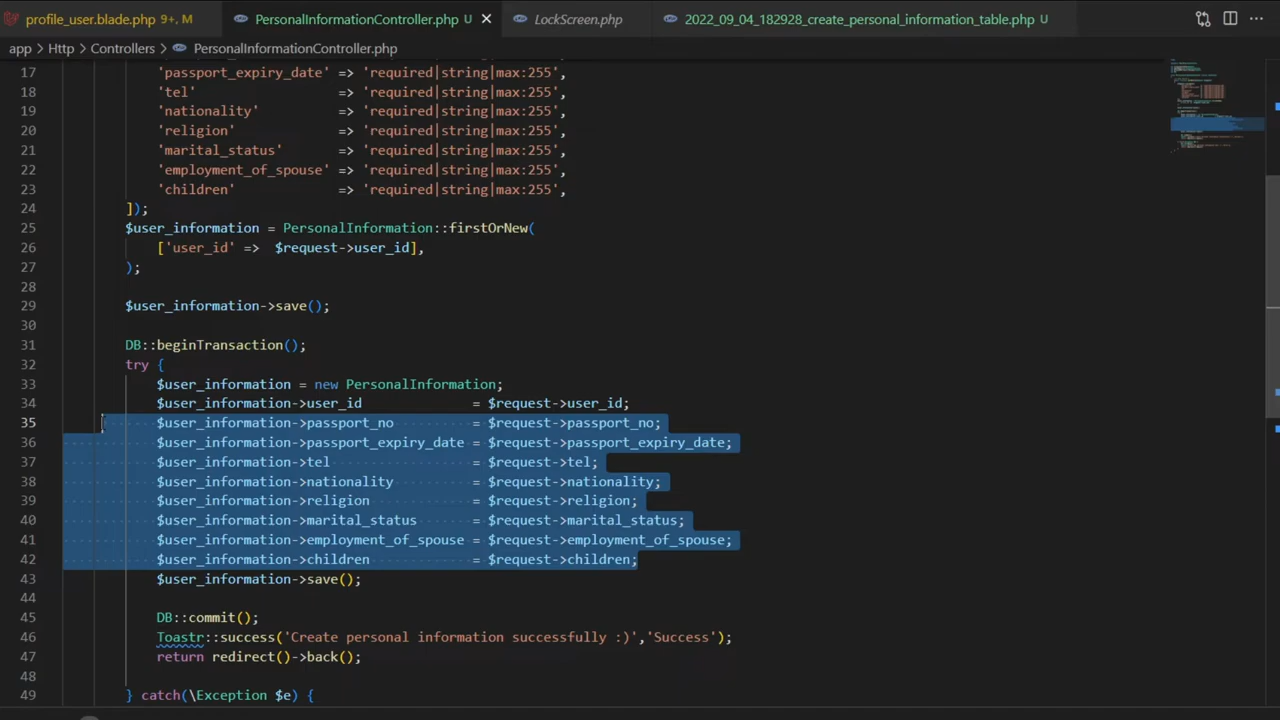 profile_user.blade.php 9+, M PersonalInformationController.php U LockScreen.php 2022_09_04_182928_create_personal_information_table.php U
app > Http > Controllers > PersonalInformationController.php
17 'passport_expiry_date' => 'required|string|max:255',
18 'tel' => 'required|string|max:255',
19 'nationality' => 'required|string|max:255',
20 'religion' => 'required|string|max:255',
21 'marital_status' => 'required|string|max:255',
22 'employment_of_spouse' => 'required|string|max:255',
23 'children' => 'required|string|max:255',
24 ]);
25 $user_information = PersonalInformation::firstOrNew(
26 ['user_id' => $request->user_id],
27 );
28
29 $user_information->save();
30
31 DB::beginTransaction();
32 try {
33 $user_information = new PersonalInformation;
34 $user_information->user_id = $request->user_id;
35 $user_information->passport_no = $request->passport_no;
36 $user_information->passport_expiry_date = $request->passport_expiry_date;
37 $user_information->tel = $request->tel;
38 $user_information->nationality = $request->nationality;
39 $user_information->religion = $request->religion;
40 $user_information->marital_status = $request->marital_status;
41 $user_information->employment_of_spouse = $request->employment_of_spouse;
42 $user_information->children = $request->children;
43 $user_information->save();
44
45 DB::commit();
46 Toastr::success('Create personal information successfully :)','Success');
47 return redirect()->back();
48
49 } catch(\Exception $e) {